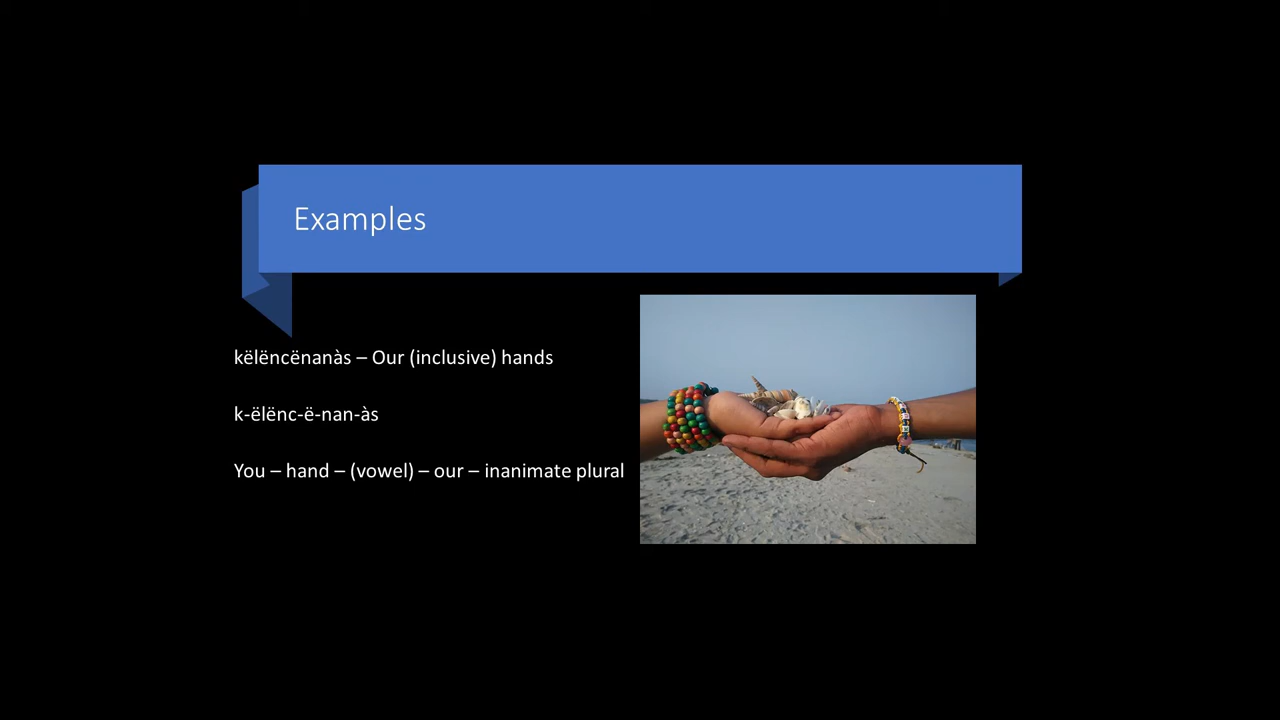 Examples
këlëncënanàs – Our (inclusive) hands
k-ëlënc-ë-nan-às
You – hand – (vowel) – our – inanimate plural